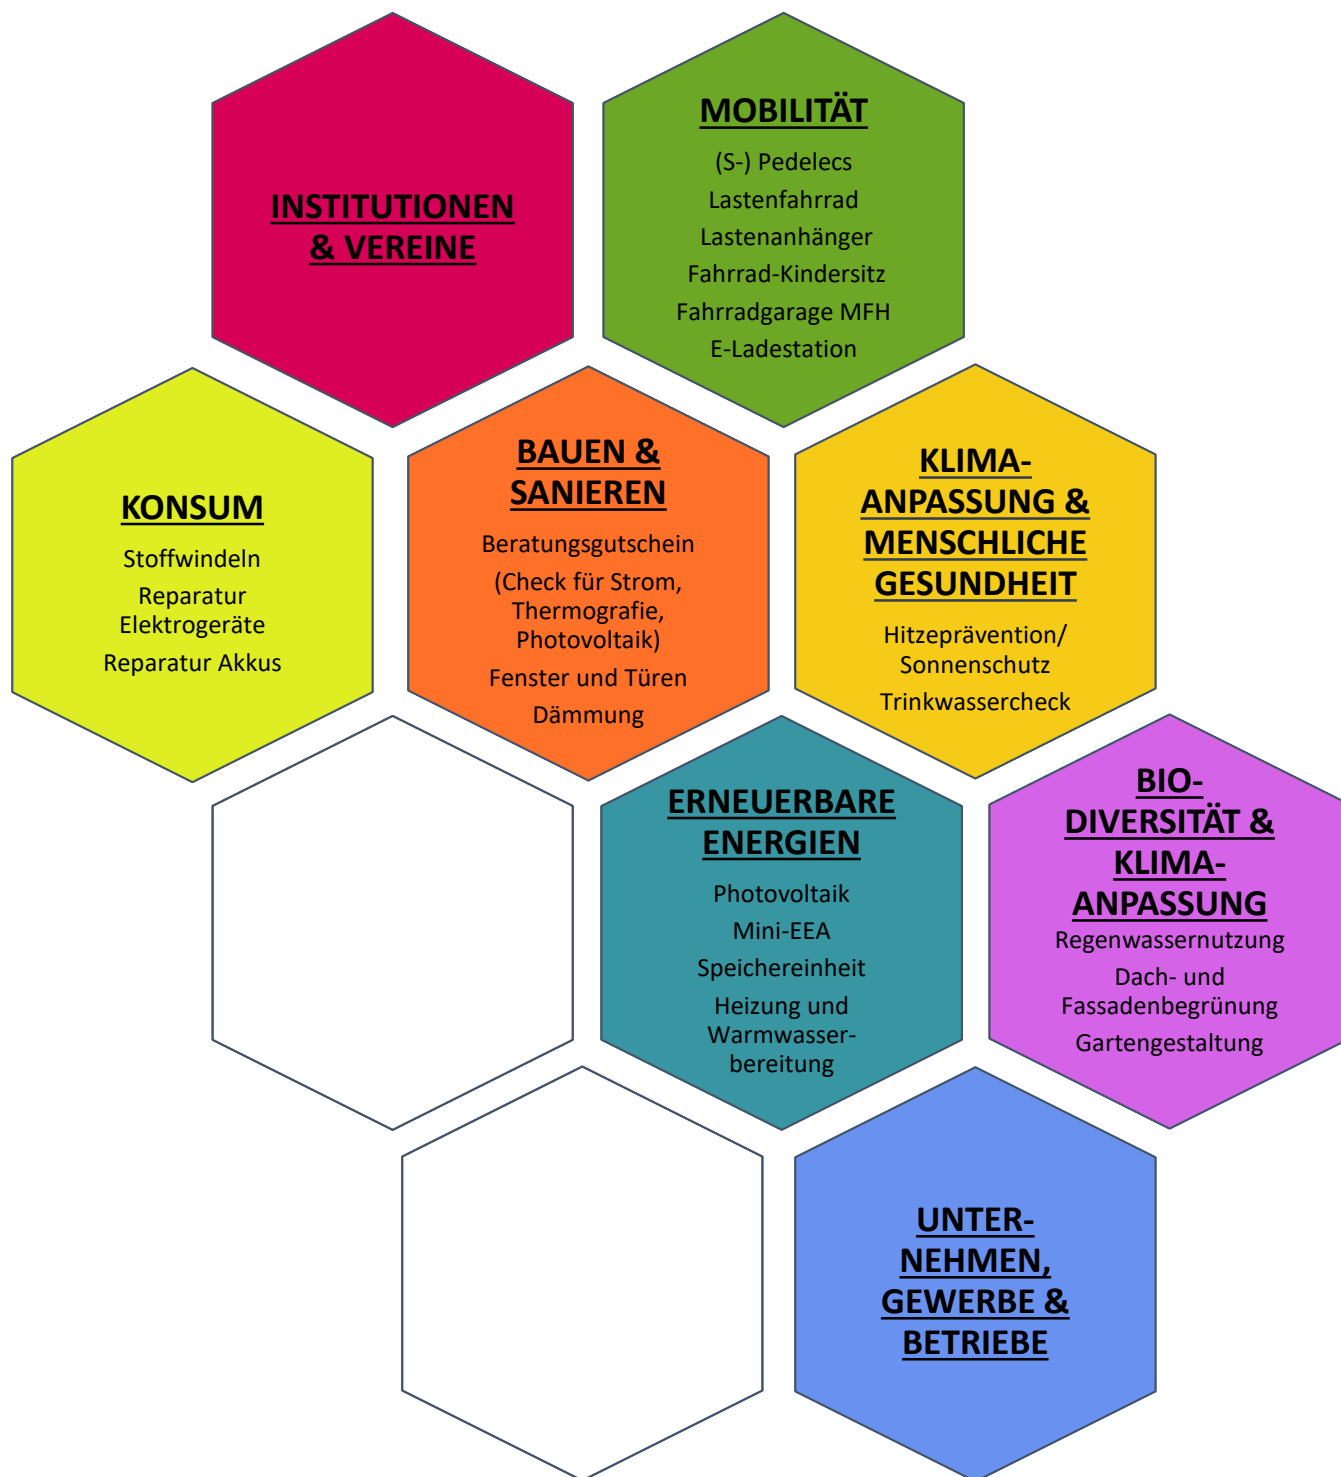 INSTITUTIONEN
& VEREINE
MOBILITÄT
(S-) Pedelecs
Lastenfahrrad
Lastenanhänger
Fahrrad-Kindersitz
Fahrradgarage MFH
E-Ladestation
KONSUM
Stoffwindeln
Reparatur
Elektrogeräte
Reparatur Akkus
BAUEN &
SANIEREN
Beratungsgutschein
(Check für Strom,
Thermografie,
Photovoltaik)
Fenster und Türen
Dämmung
KLIMA-
ANPASSUNG &
MENSCHLICHE
GESUNDHEIT
Hitzeprävention/
Sonnenschutz
Trinkwassercheck
ERNEUERBARE
ENERGIEN
Photovoltaik
Mini-EEA
Speichereinheit
Heizung und
Warmwasser-
bereitung
BIO-
DIVERSITÄT &
KLIMA-
ANPASSUNG
Regenwassernutzung
Dach- und
Fassadenbegrünung
Gartengestaltung
UNTER-
NEHMEN,
GEWERBE &
BETRIEBE